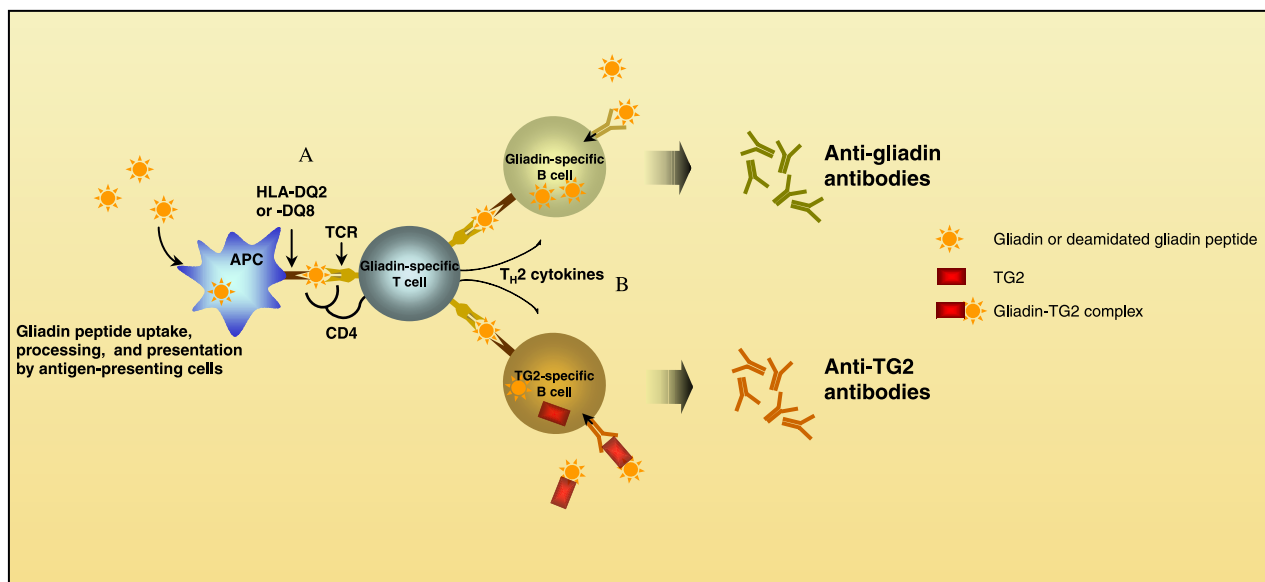 A
HLA-DQ2
or -DQ8
TCR
APC
Gliadin-specific
T cell
CD4
Gliadin peptide uptake,
processing,  and presentation
by antigen-presenting cells
Gliadin-specific
B cell
T_H2 cytokines
B
TG2-specific
B cell
Anti-gliadin
antibodies
Anti-TG2
antibodies
Gliadin or deamidated gliadin peptide
TG2
Gliadin-TG2 complex